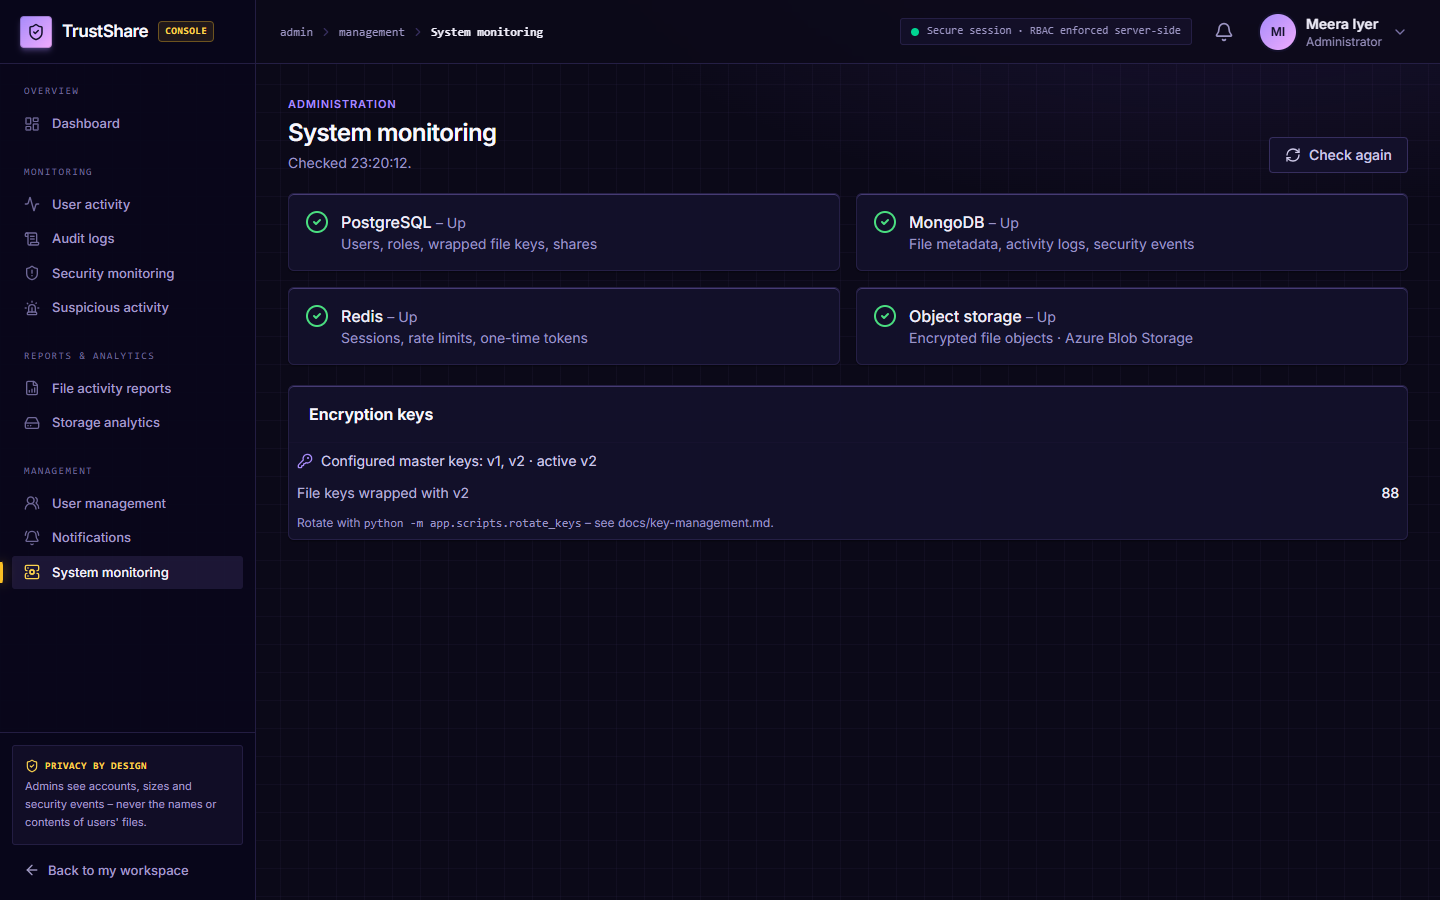 TrustShare CONSOLE
admin > management > System monitoring
Secure session · RBAC enforced server-side
MI
Meera Iyer
Administrator
OVERVIEW
Dashboard
MONITORING
User activity
Audit logs
Security monitoring
Suspicious activity
REPORTS & ANALYTICS
File activity reports
Storage analytics
MANAGEMENT
User management
Notifications
System monitoring
PRIVACY BY DESIGN
Admins see accounts, sizes and
security events – never the names or
contents of users' files.
Back to my workspace
ADMINISTRATION
System monitoring
Checked 23:20:12.
Check again
PostgreSQL – Up
Users, roles, wrapped file keys, shares
MongoDB – Up
File metadata, activity logs, security events
Redis – Up
Sessions, rate limits, one-time tokens
Object storage – Up
Encrypted file objects · Azure Blob Storage
Encryption keys
Configured master keys: v1, v2 · active v2
File keys wrapped with v2 88
Rotate with python -m app.scripts.rotate_keys – see docs/key-management.md.